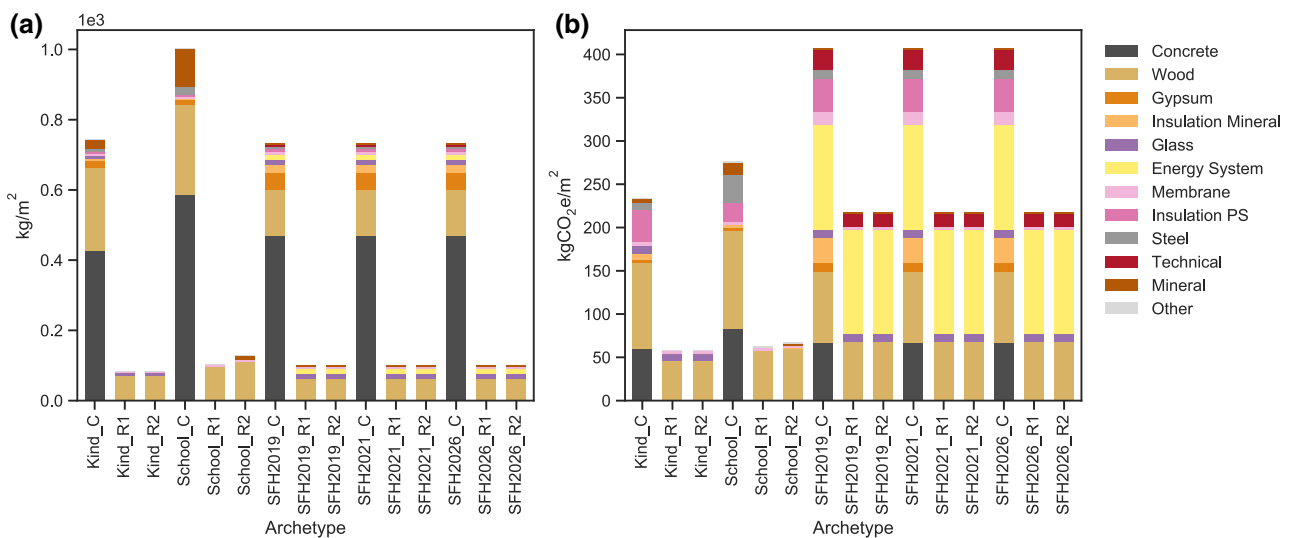 (a)
1e3
1.0
0.8
0.6
0.4
0.2
0.0
kg/m²
Kind_C
Kind_R1
Kind_R2
School_C
School_R1
School_R2
SFH2019_C
SFH2019_R1
SFH2019_R2
SFH2021_C
SFH2021_R1
SFH2021_R2
SFH2026_C
SFH2026_R1
SFH2026_R2
Archetype
(b)
400
350
300
250
200
150
100
50
0
kgCO₂e/m²
Kind_C
Kind_R1
Kind_R2
School_C
School_R1
School_R2
SFH2019_C
SFH2019_R1
SFH2019_R2
SFH2021_C
SFH2021_R1
SFH2021_R2
SFH2026_C
SFH2026_R1
SFH2026_R2
Archetype
Concrete
Wood
Gypsum
Insulation Mineral
Glass
Energy System
Membrane
Insulation PS
Steel
Technical
Mineral
Other